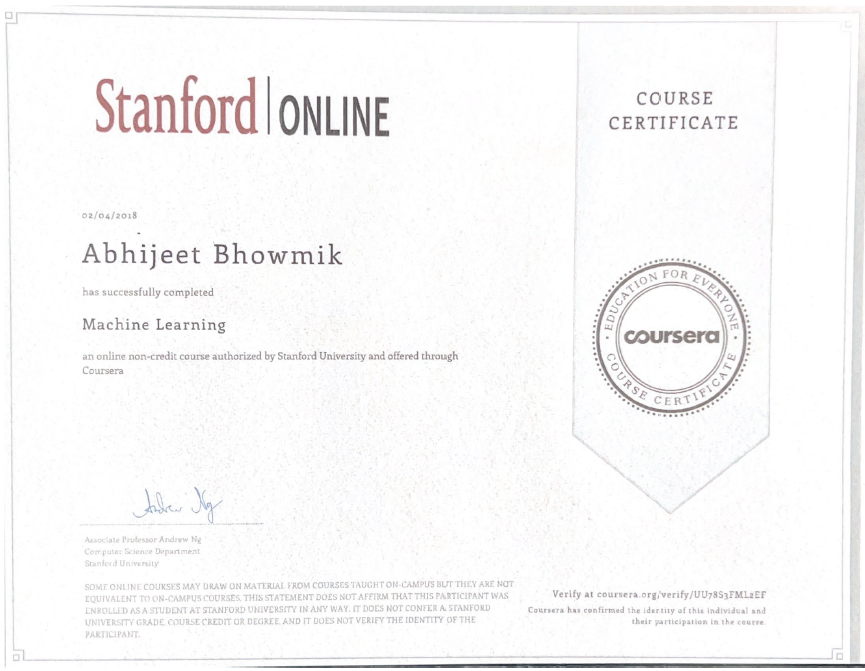 Stanford | ONLINE
COURSE
CERTIFICATE
02/04/2018
Abhijeet Bhowmik
has successfully completed
Machine Learning
an online non-credit course authorized by Stanford University and offered through
Coursera
EDUCATION FOR EVERYONE
coursera
COURSE CERTIFICATE
Andrew Ng
Associate Professor Andrew Ng
Computer Science Department
Stanford University
SOME ONLINE COURSES MAY DRAW ON MATERIAL FROM COURSES TAUGHT ON-CAMPUS BUT THEY ARE NOT
EQUIVALENT TO ON-CAMPUS COURSES. THIS STATEMENT DOES NOT AFFIRM THAT THIS PARTICIPANT WAS
ENROLLED AS A STUDENT AT STANFORD UNIVERSITY IN ANY WAY. IT DOES NOT CONFER A STANFORD
UNIVERSITY GRADE, COURSE CREDIT OR DEGREE, AND IT DOES NOT VERIFY THE IDENTITY OF THE
PARTICIPANT.
Verify at coursera.org/verify/UU78S3FML2EF
Coursera has confirmed the identity of this individual and
their participation in the course.